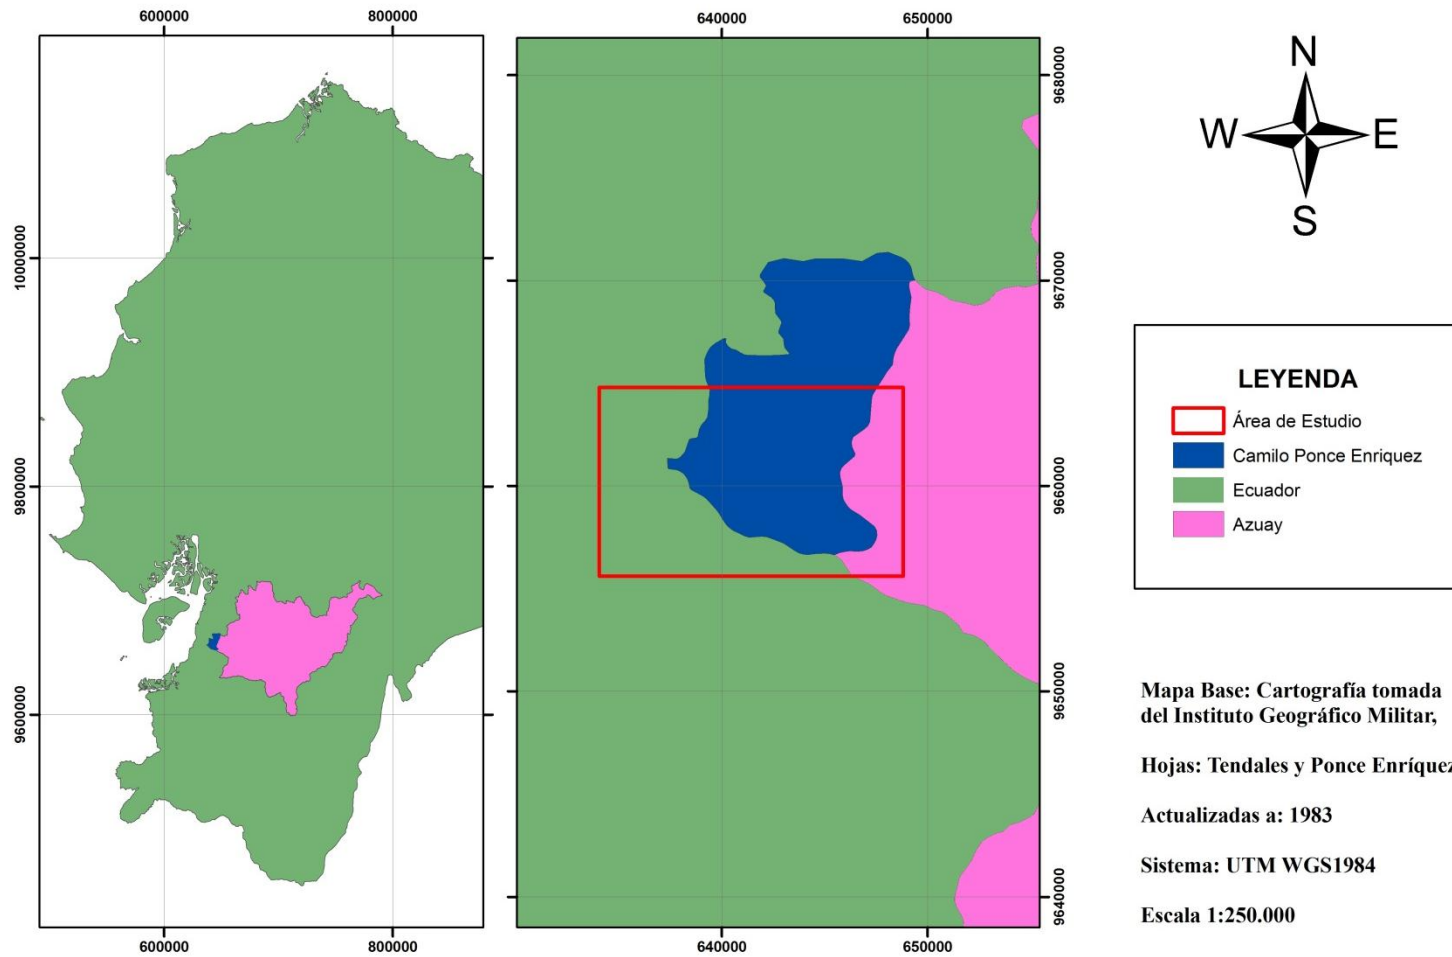 600000
800000
640000
650000
10000000
9800000
9600000
9680000
9670000
9660000
9650000
9640000
600000
800000
640000
650000
N
W
E
S
LEYENDA
Área de Estudio
Camilo Ponce Enriquez
Ecuador
Azuay
Mapa Base: Cartografía tomada
del Instituto Geográfico Militar,
Hojas: Tendales y Ponce Enríquez
Actualizadas a: 1983
Sistema: UTM WGS1984
Escala 1:250.000